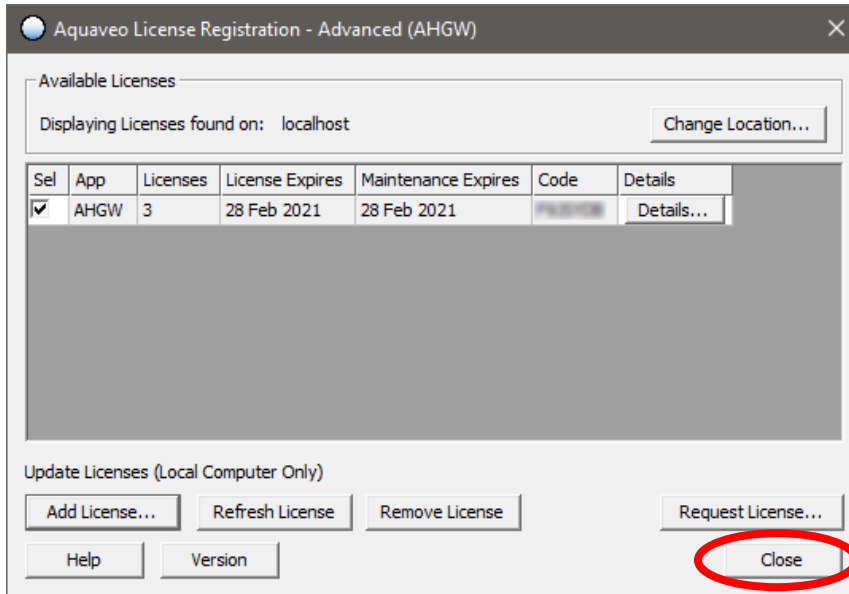 Aquaveo License Registration - Advanced (AHGW)
Available Licenses
Displaying Licenses found on: localhost
Change Location...
Sel App Licenses License Expires Maintenance Expires Code Details
AHGW 3 28 Feb 2021 28 Feb 2021 Details...
Update Licenses (Local Computer Only)
Add License... Refresh License Remove License Request License...
Help Version Close